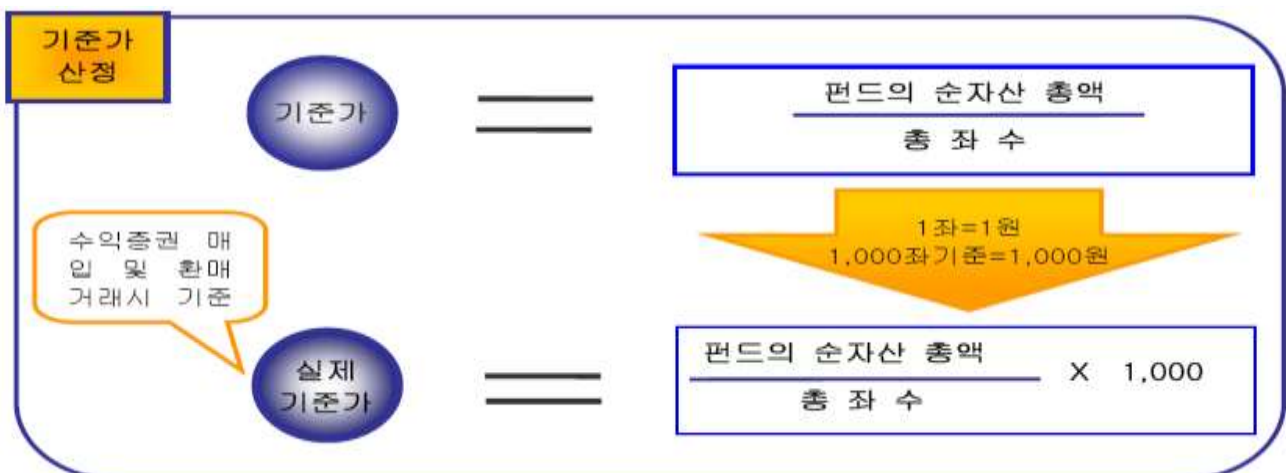 기준가
산정
기준가
펀드의 순자산 총액
총 좌 수
1좌=1원
1,000좌기준=1,000원
수익증권 매
입 및 환매
거래시 기준
실제
기준가
펀드의 순자산 총액
총 좌 수
X 1,000